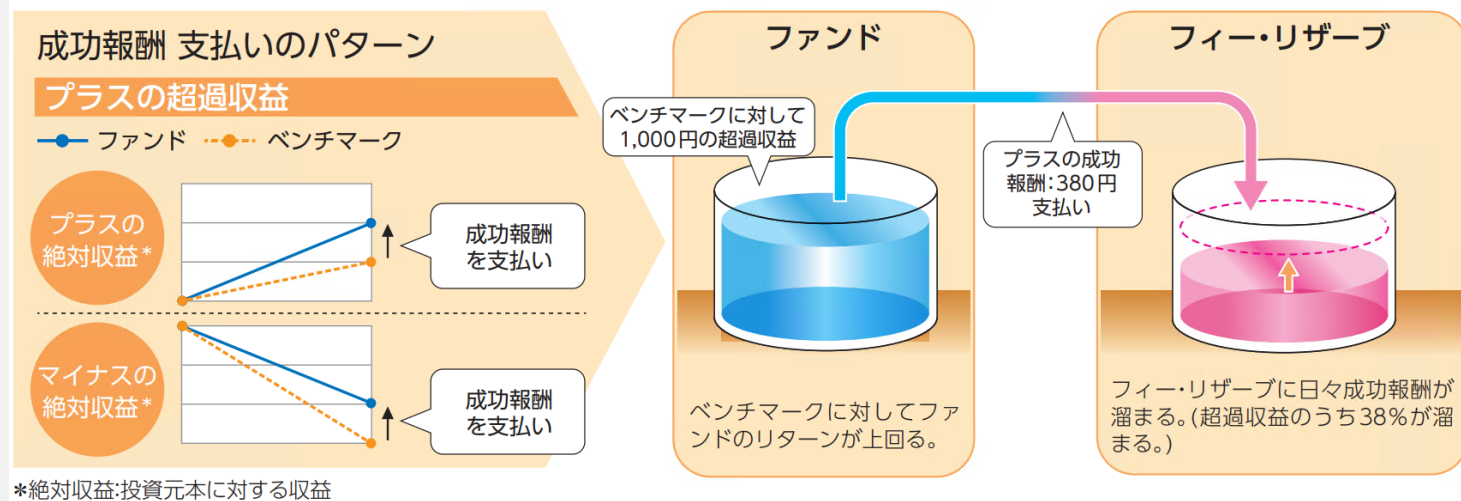 成功報酬 支払いのパターン
プラスの超過収益
ファンド ベンチマーク
プラスの
絶対収益*
成功報酬
を支払い
マイナスの
絶対収益*
成功報酬
を支払い
*絶対収益:投資元本に対する収益
ファンド
ベンチマークに対して
1,000円の超過収益
プラスの成功
報酬:380円
支払い
ベンチマークに対してファ
ンドのリターンが上回る。
フィー・リザーブ
フィー・リザーブに日々成功報酬が
溜まる。(超過収益のうち38%が溜
まる。)